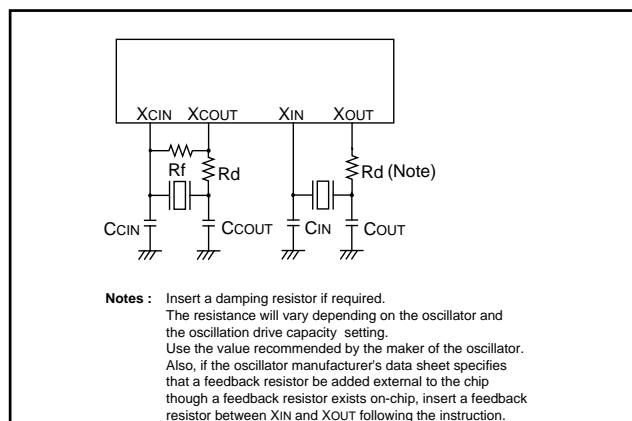 XCIN XCOUT XIN XOUT
Rf Rd Rd (Note)
CCIN CCOUT CIN COUT
Notes : Insert a damping resistor if required.
The resistance will vary depending on the oscillator and
the oscillation drive capacity setting.
Use the value recommended by the maker of the oscillator.
Also, if the oscillator manufacturer's data sheet specifies
that a feedback resistor be added external to the chip
though a feedback resistor exists on-chip, insert a feedback
resistor between XIN and XOUT following the instruction.